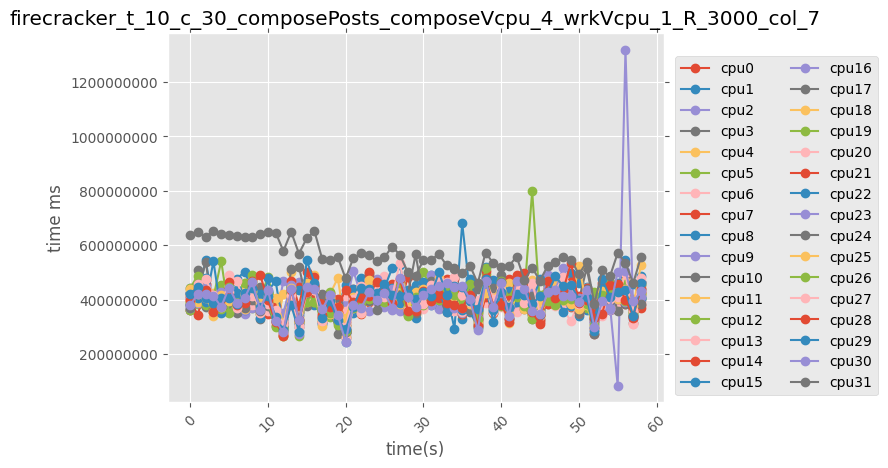 firecracker_t_10_c_30_composePosts_composeVcpu_4_wrkVcpu_1_R_3000_col_7
time ms
1200000000
1000000000
800000000
600000000
400000000
200000000
0
10
20
30
40
50
60
time(s)
cpu0
cpu1
cpu2
cpu3
cpu4
cpu5
cpu6
cpu7
cpu8
cpu9
cpu10
cpu11
cpu12
cpu13
cpu14
cpu15
cpu16
cpu17
cpu18
cpu19
cpu20
cpu21
cpu22
cpu23
cpu24
cpu25
cpu26
cpu27
cpu28
cpu29
cpu30
cpu31